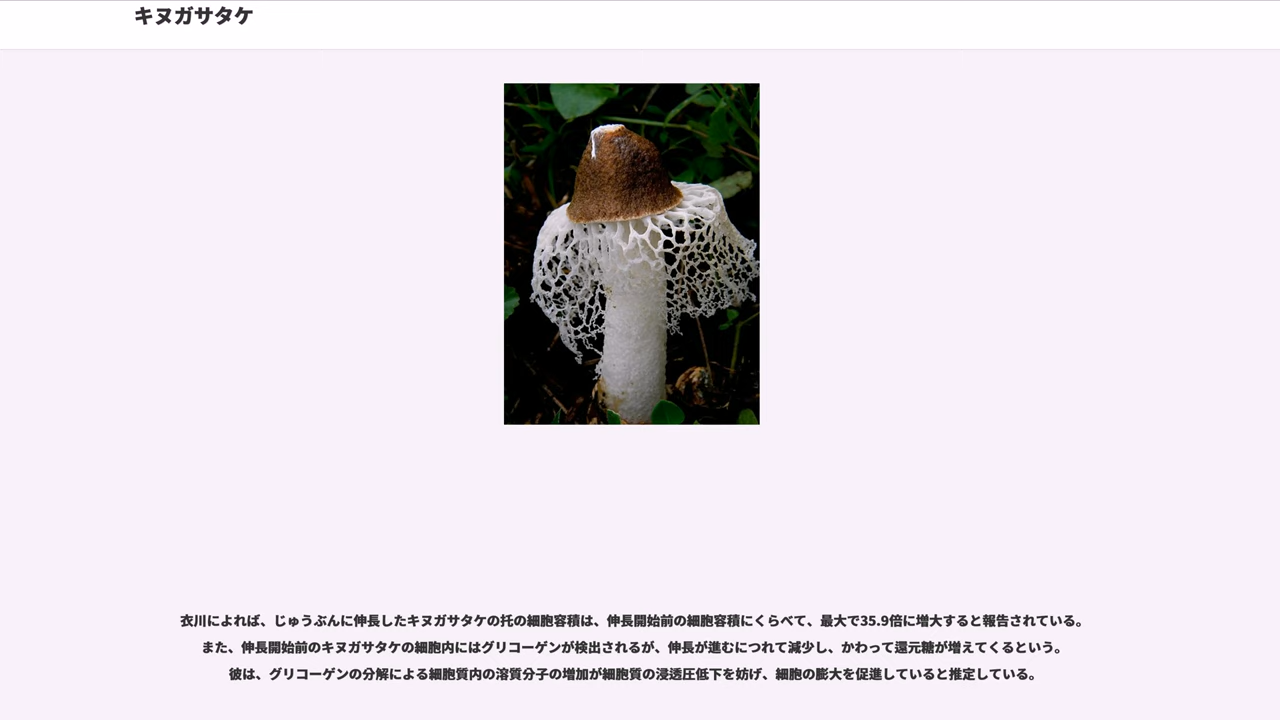 キヌガサタケ
衣川によれば、じゅうぶんに伸長したキヌガサタケの托の細胞容積は、伸長開始前の細胞容積にくらべて、最大で35.9倍に増大すると報告されている。
また、伸長開始前のキヌガサタケの細胞内にはグリコーゲンが検出されるが、伸長が進むにつれて減少し、かわって還元糖が増えてくるという。
彼は、グリコーゲンの分解による細胞質内の溶質分子の増加が細胞質の浸透圧低下を妨げ、細胞の膨大を促進していると推定している。